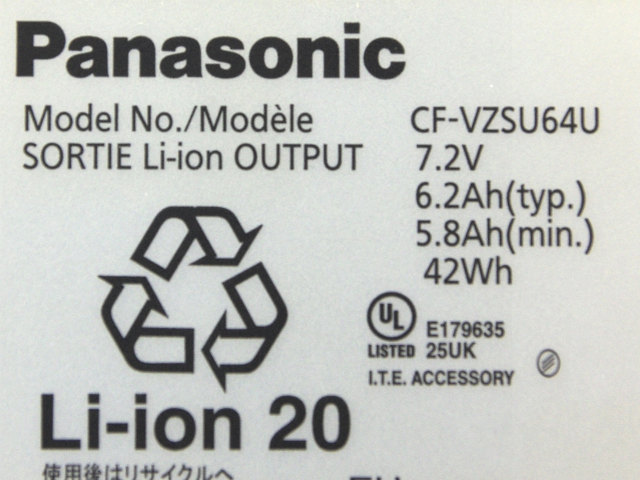 Panasonic
Model No./Modèle CF-VZSU64U
SORTIE Li-ion OUTPUT 7.2V
6.2Ah(typ.)
5.8Ah(min.)
42Wh
UL
LISTED
E179635
25UK
I.T.E. ACCESSORY
Li-ion 20
使用後はリサイクルへ